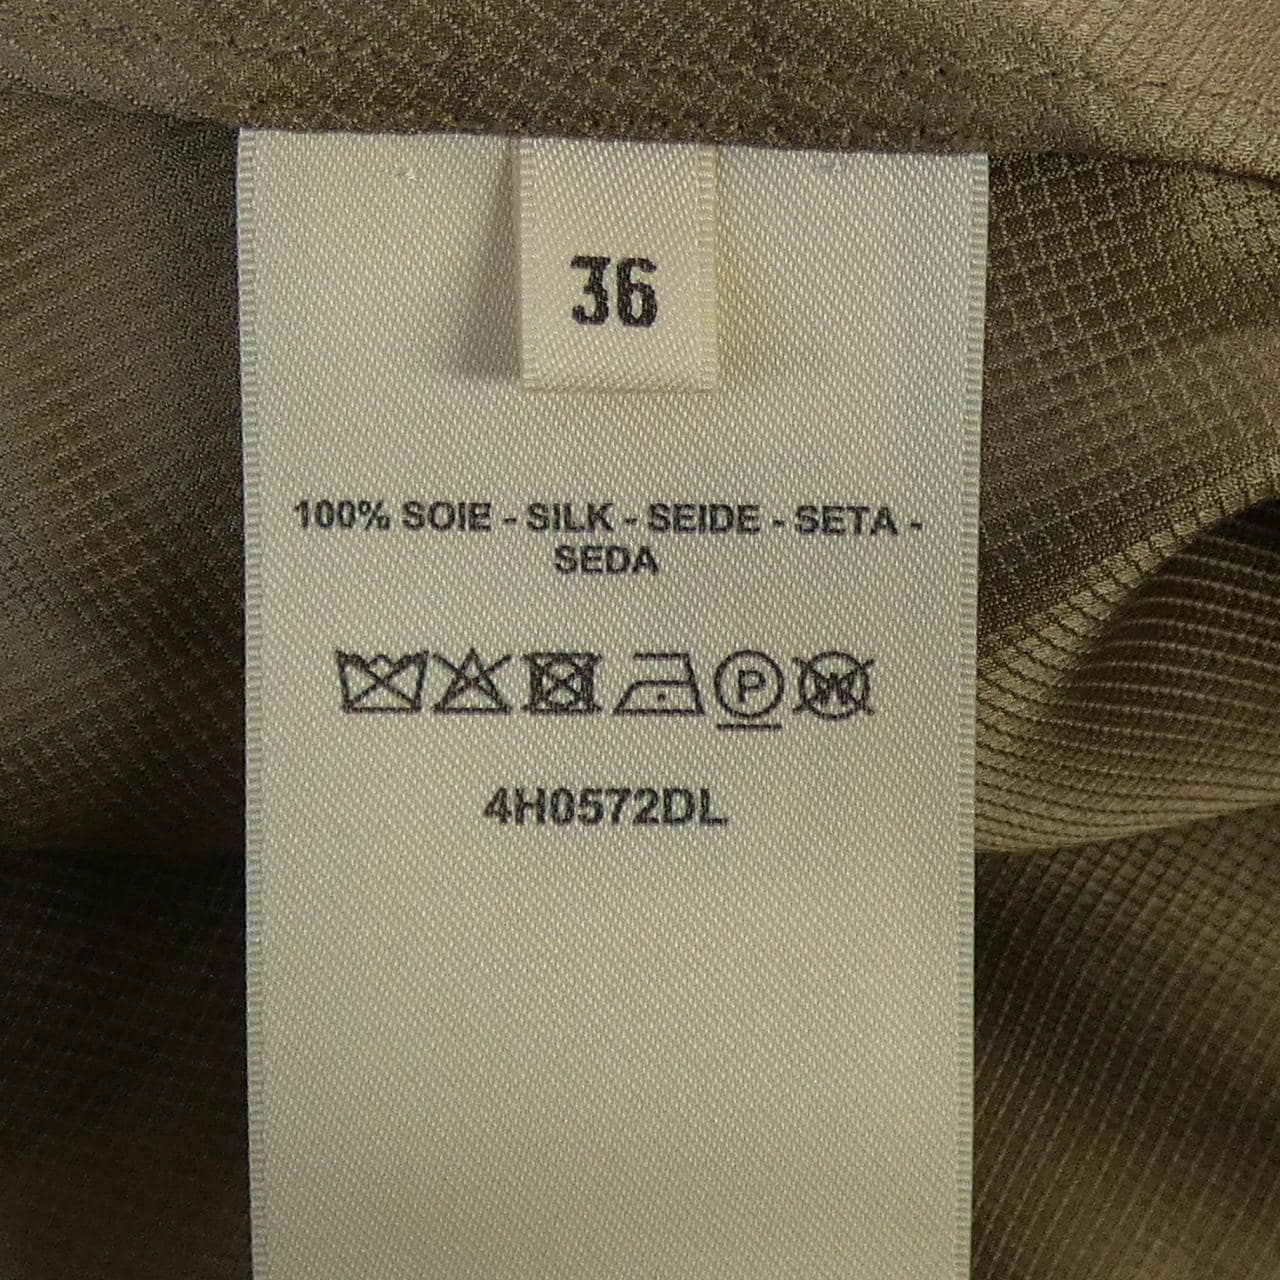 36
100% SOIE - SILK - SEIDE - SETA -
SEDA
P W
4H0572DL